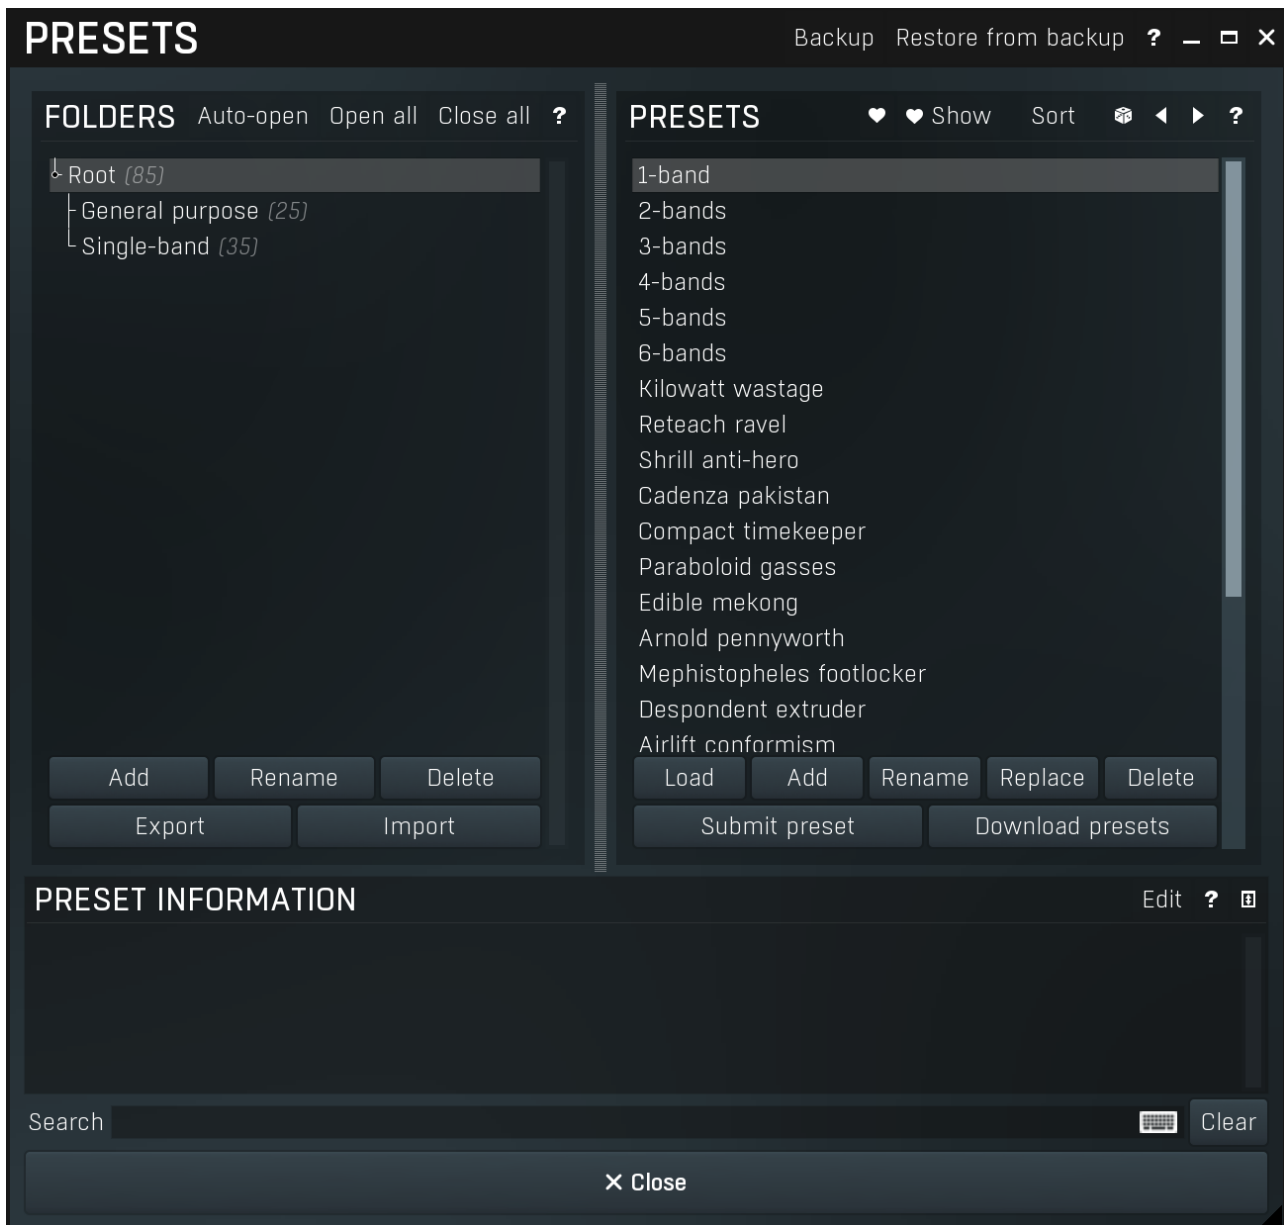 PRESETS Backup Restore from backup ?
FOLDERS Auto-open Open all Close all ?
Root (85)
General purpose (25)
Single-band (35)
Add Rename Delete
Export Import
PRESETS Show Sort ?
1-band
2-bands
3-bands
4-bands
5-bands
6-bands
Kilowatt wastage
Reteach ravel
Shrill anti-hero
Cadenza pakistan
Compact timekeeper
Paraboloid gasses
Edible mekong
Arnold pennyworth
Mephistopheles footlocker
Despondent extruder
Airlift conformism
Load Add Rename Replace Delete
Submit preset Download presets
PRESET INFORMATION Edit ?
Search Clear
Close